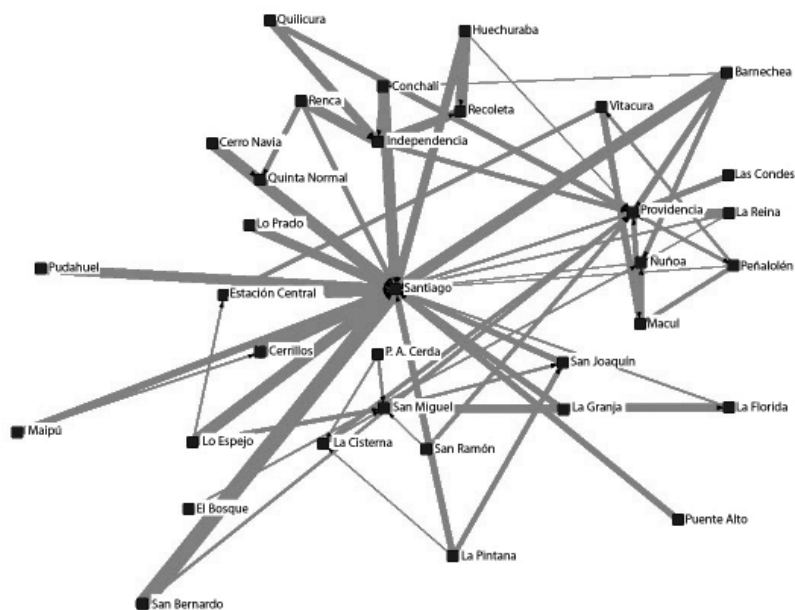 Quilicura
Huechuraba
Barnechea
Conchalí
Renca
Recoleta
Vitacura
Cerro Navia
Independencia
Quinta Normal
Las Condes
Providencia
La Reina
Lo Prado
Pudahuel
Ñuñoa
Peñalolén
Santiago
Estación Central
Macul
Cerrillos
P. A. Cerda
San Joaquín
San Miguel
La Granja
La Florida
Maipú
Lo Espejo
La Cisterna
San Ramón
El Bosque
Puente Alto
La Pintana
San Bernardo